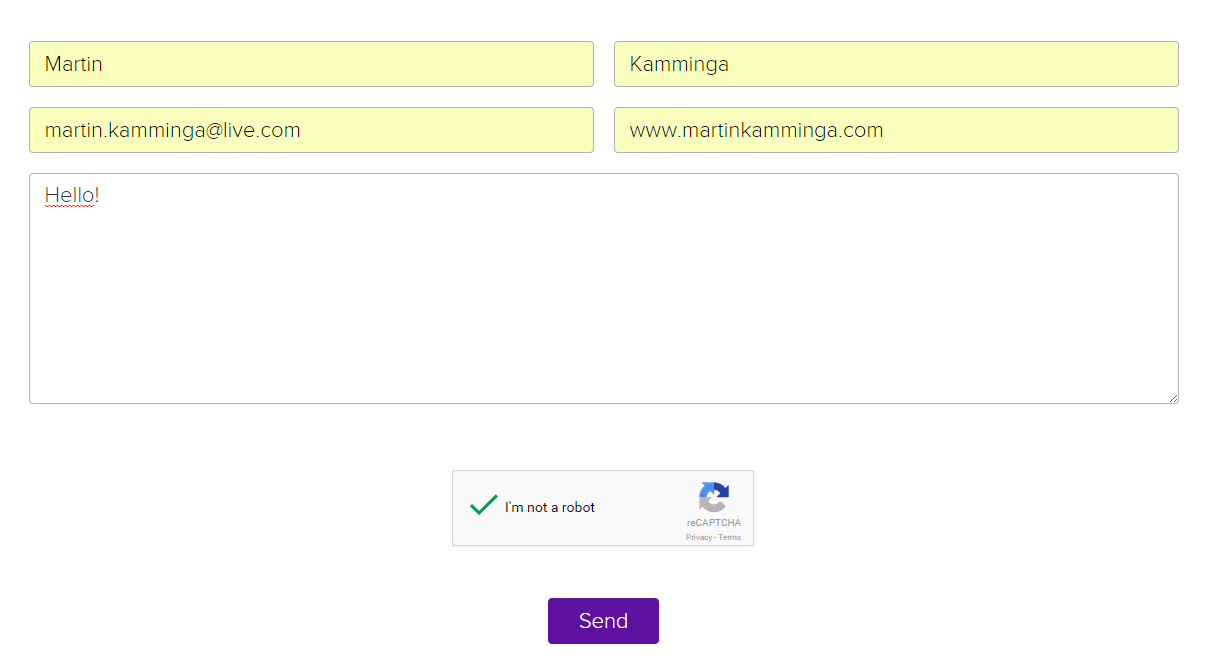 Martin
Kamminga
martin.kamminga@live.com
www.martinkamminga.com
Hello!
I'm not a robot
reCAPTCHA
Privacy - Terms
Send